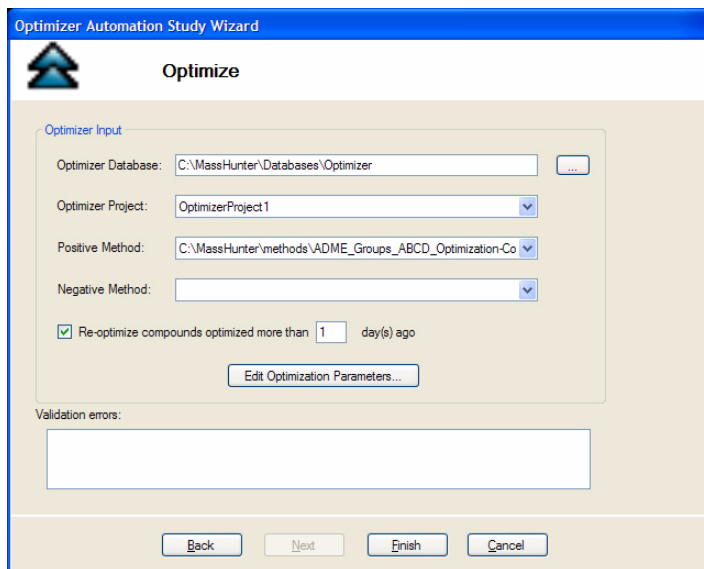 Optimizer Automation Study Wizard
Optimize
Optimizer Input
Optimizer Database: C:\MassHunter\Databases\Optimizer ...
Optimizer Project: OptimizerProject1
Positive Method: C:\MassHunter\methods\ADME_Groups_ABCD_Optimization-Co
Negative Method:
Re-optimize compounds optimized more than 1 day(s) ago
Edit Optimization Parameters...
Validation errors:
Back Next Finish Cancel